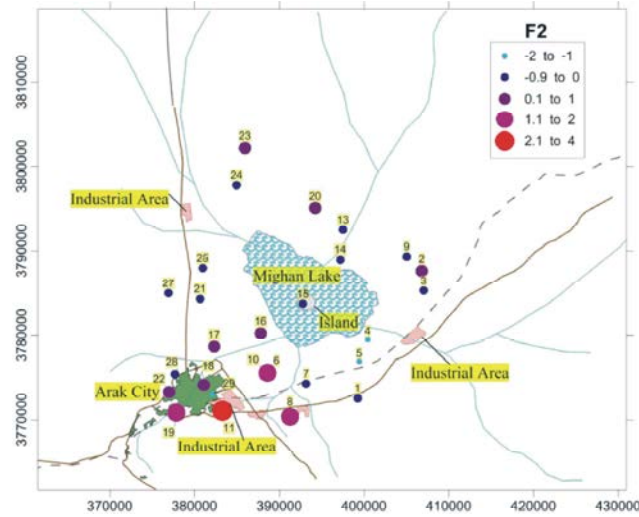 F2
-2 to -1
-0.9 to 0
0.1 to 1
1.1 to 2
2.1 to 4
3810000
3800000
3790000
3780000
3770000
23
24
Industrial Area
20
13
14
9
2
3
26
Mighan Lake
27
21
15
Island
4
16
17
5
10 6
Industrial Area
28
18
7
22
Arak City
29
1
8
19
11
Industrial Area
370000 380000 390000 400000 410000 420000 430000